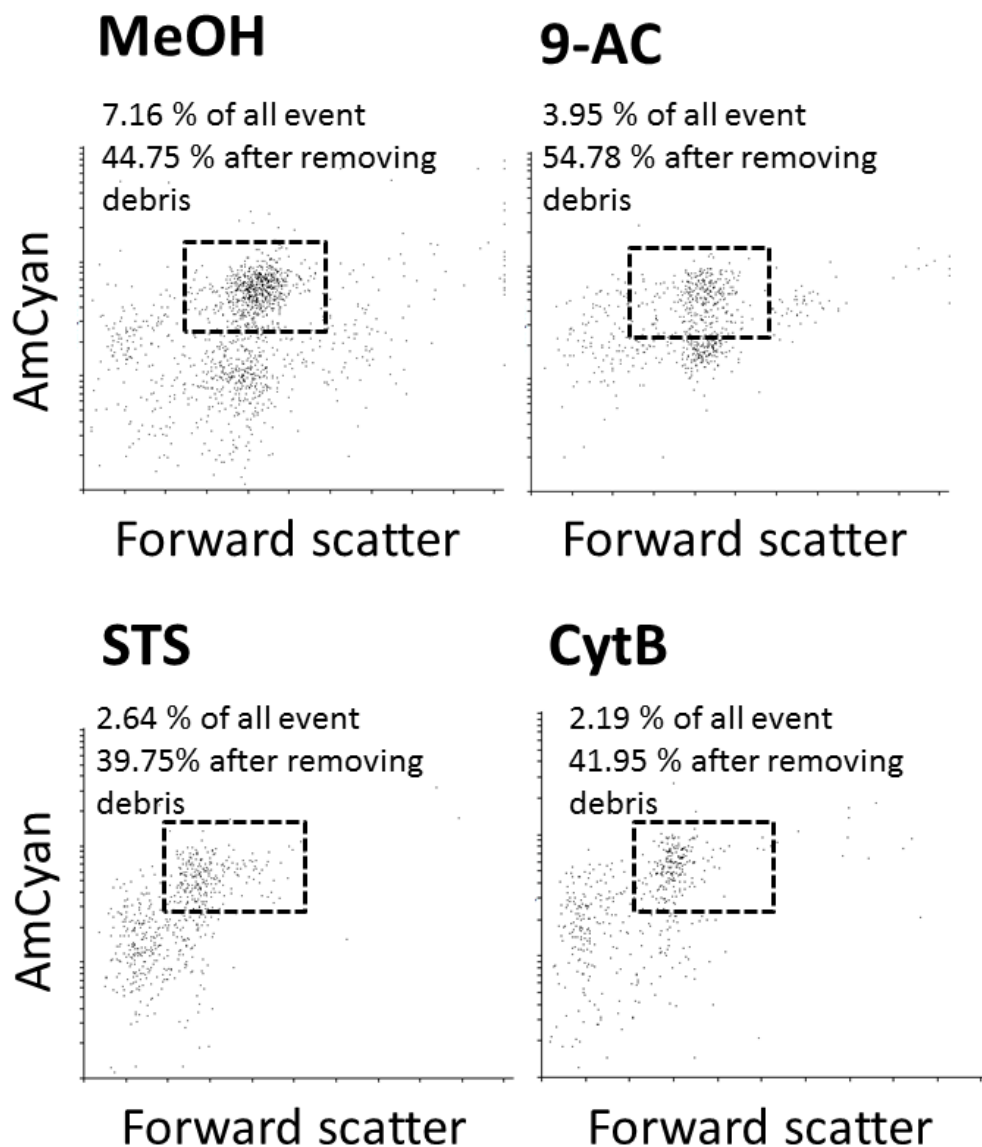 MeOH
7.16 % of all event
44.75 % after removing
debris
AmCyan
Forward scatter
9-AC
3.95 % of all event
54.78 % after removing
debris
Forward scatter
STS
2.64 % of all event
39.75% after removing
debris
AmCyan
Forward scatter
CytB
2.19 % of all event
41.95 % after removing
debris
Forward scatter